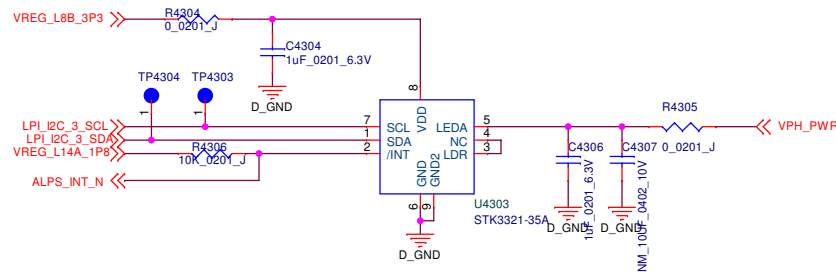 VREG_L8B_3P3
R4304
0_0201_J
C4304
1uF_0201_6.3V
D_GND
TP4304
TP4303
1
1
LPI_I2C_3_SCL
LPI_I2C_3_SDA
VREG_L14A_1P8
R4306
10K_0201_J
ALPS_INT_N
8
VDD
7
SCL
1
SDA
2
/INT
LEDA
5
NC
4
LDR
3
GND
GND2
6
9
U4303
STK3321-35A
D_GND
C4306
1uF_0201_6.3V
D_GND
C4307
NM_10UF_0402_10V
D_GND
R4305
0_0201_J
VPH_PWR